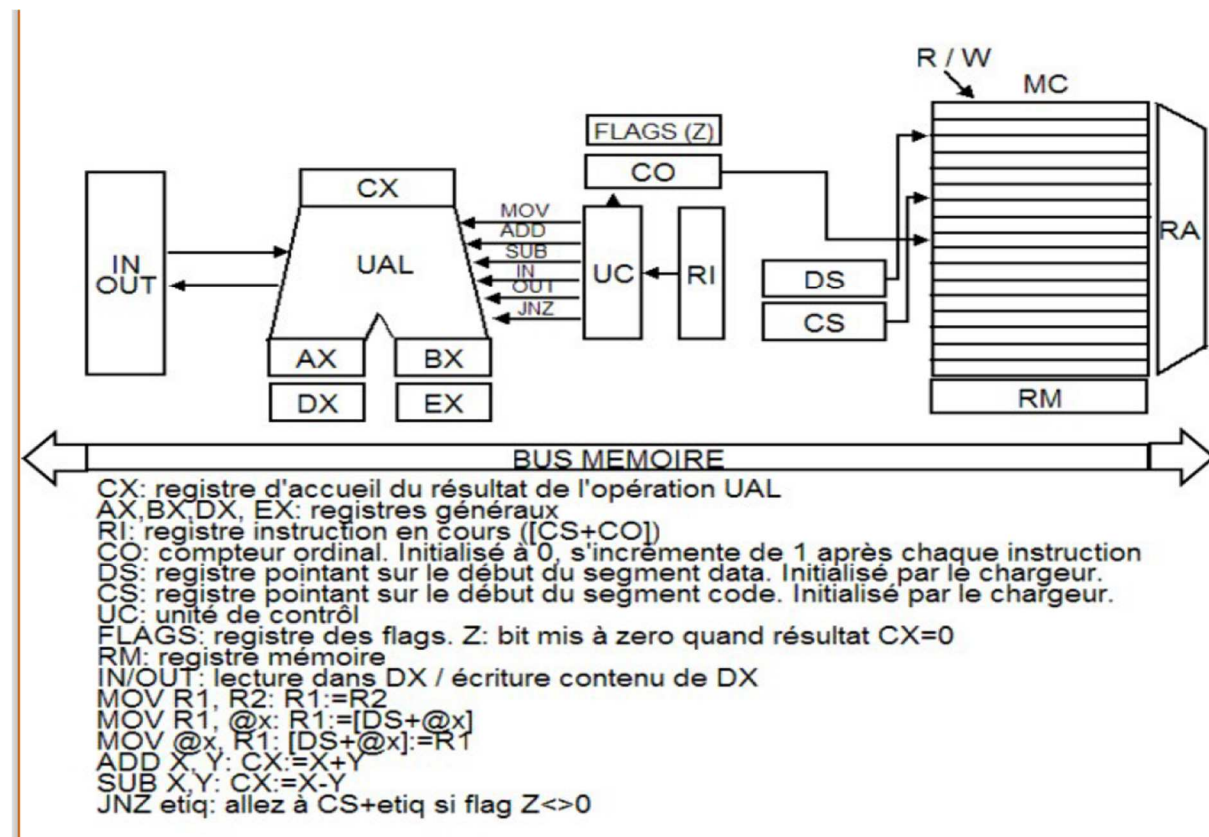 R / W
MC
FLAGS (Z)
CO
CX
MOV
ADD
SUB
IN
OUT
JNZ
IN
OUT
UAL
UC
RI
DS
CS
RA
AX
BX
DX
EX
RM
BUS MEMOIRE
CX: registre d'accueil du résultat de l'opération UAL
AX,BX,DX, EX: registres généraux
RI: registre instruction en cours ([CS+CO])
CO: compteur ordinal. Initialisé à 0, s'incrèmente de 1 après chaque instruction
DS: registre pointant sur le début du segment data. Initialisé par le chargeur.
CS: registre pointant sur le début du segment code. Initialisé par le chargeur.
UC: unité de contrôl
FLAGS: registre des flags. Z: bit mis à zero quand résultat CX=0
RM: registre mémoire
IN/OUT: lecture dans DX / écriture contenu de DX
MOV R1, R2: R1:=R2
MOV R1, @x: R1:=[DS+@x]
MOV @x, R1: [DS+@x]:=R1
ADD X, Y: CX:=X+Y
SUB X,Y: CX:=X-Y
JNZ etiq: allez à CS+etiq si flag Z<>0